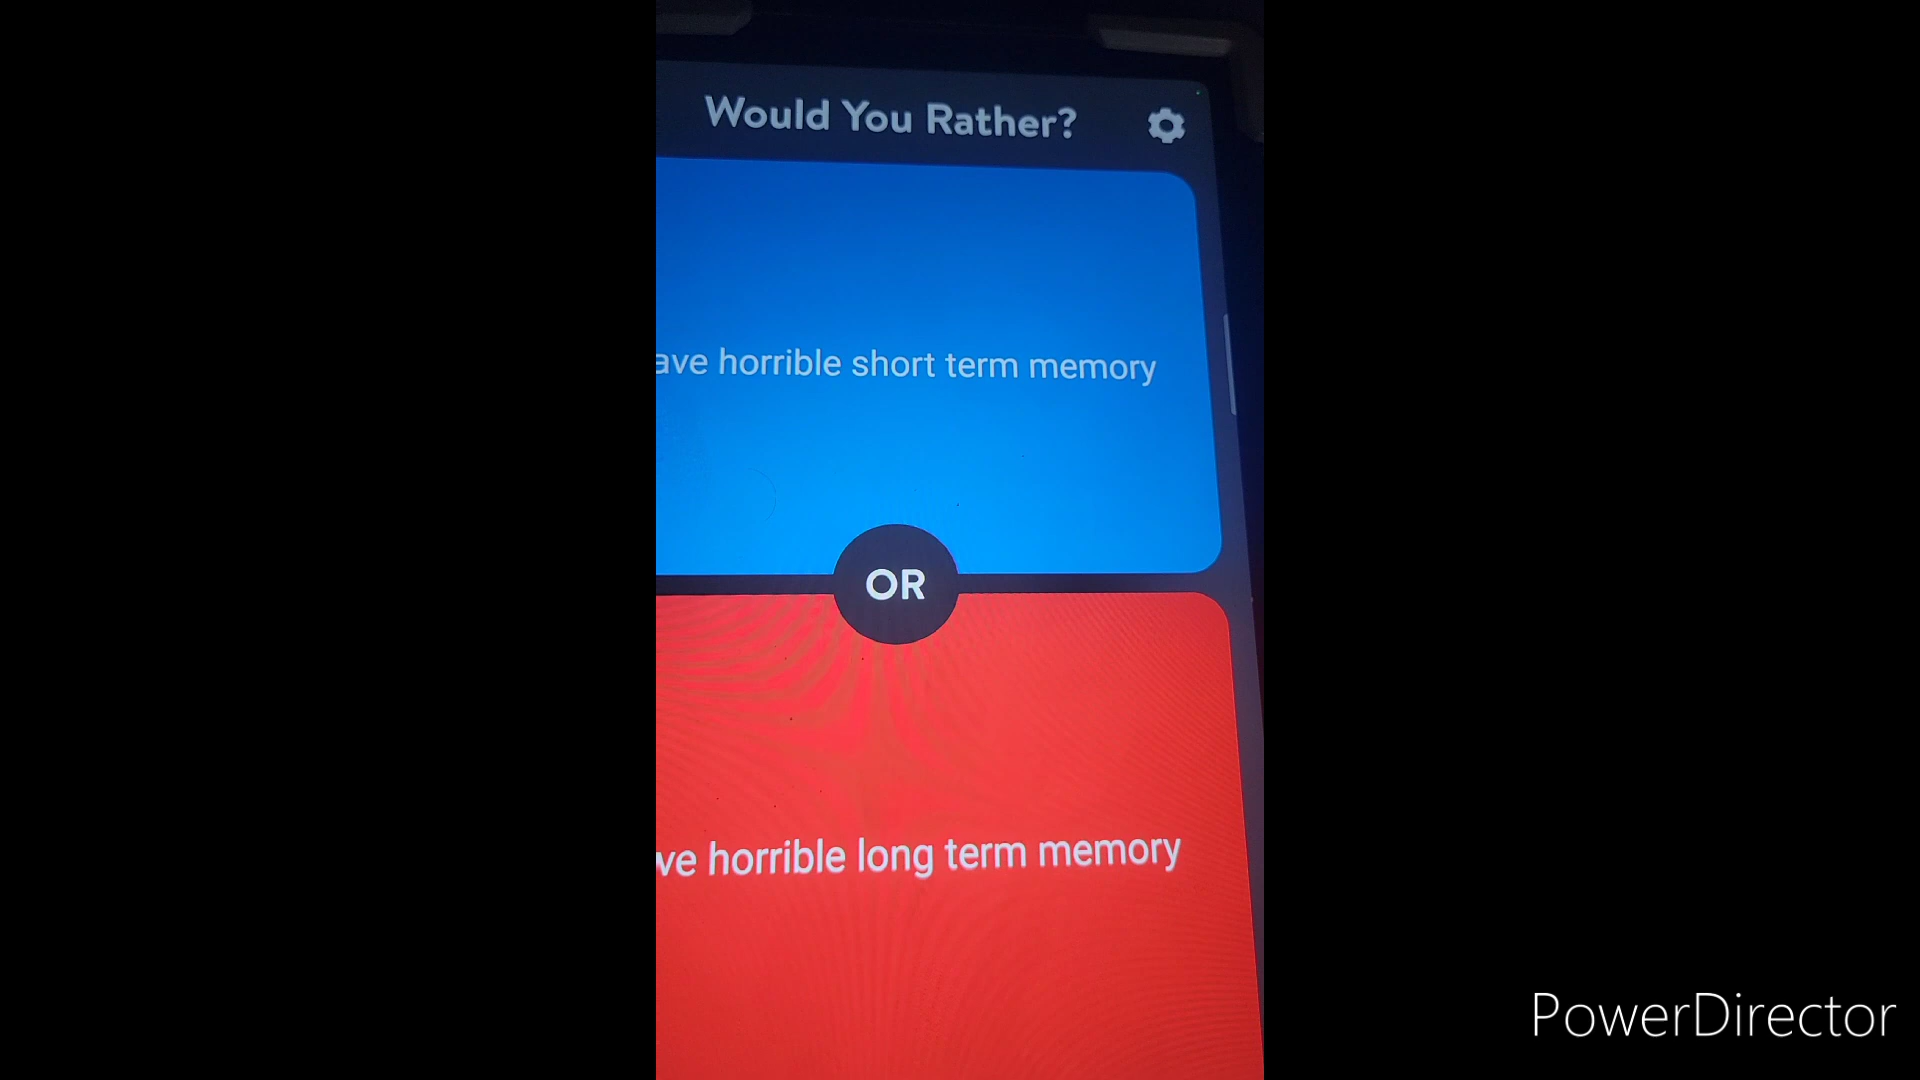 Would You Rather?
ave horrible short term memory
OR
ve horrible long term memory
PowerDirector